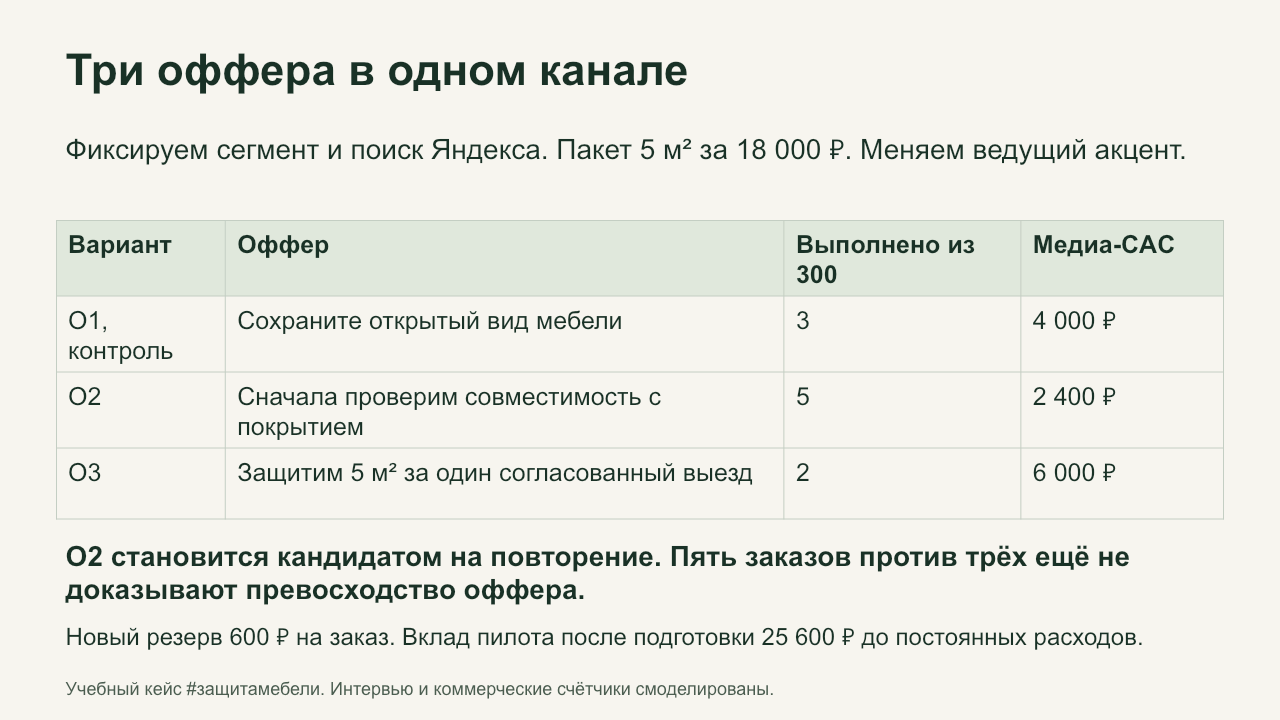 Три оффера в одном канале
Фиксируем сегмент и поиск Яндекса. Пакет 5 м² за 18 000 ₽. Меняем ведущий акцент.
Вариант Оффер Выполнено из 300 Медиа-CAC
О1, контроль Сохраните открытый вид мебели 3 4 000 ₽
О2 Сначала проверим совместимость с покрытием 5 2 400 ₽
О3 Защитим 5 м² за один согласованный выезд 2 6 000 ₽
О2 становится кандидатом на повторение. Пять заказов против трёх ещё не
доказывают превосходство оффера.
Новый резерв 600 ₽ на заказ. Вклад пилота после подготовки 25 600 ₽ до постоянных расходов.
Учебный кейс #защитамебели. Интервью и коммерческие счётчики смоделированы.